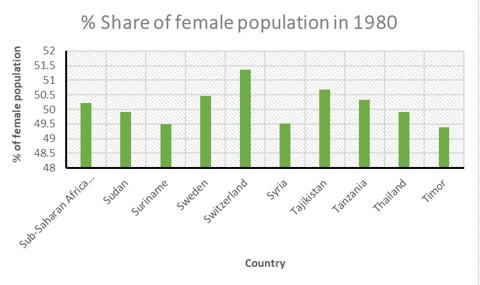 % Share of female population in 1980
% of female population
52
51.5
51
50.5
50
49.5
49
48.5
48
Sub-Saharan Africa...
Sudan
Suriname
Sweden
Switzerland
Syria
Tajikistan
Tanzania
Thailand
Timor
Country